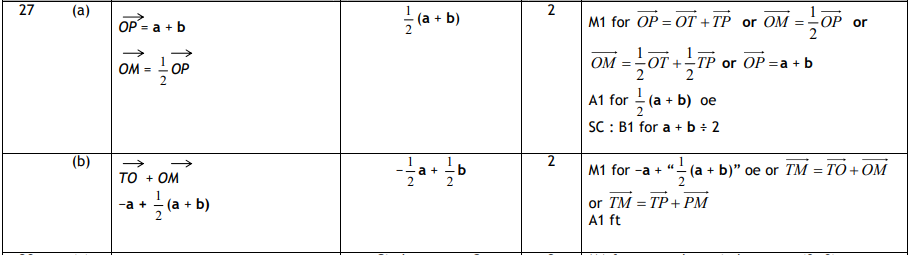 27 (a) OP = a + b 1/2 (a + b) 2 M1 for OP = OT + TP or OM = 1/2 OP or
OM = 1/2 OP OM = 1/2 OT + 1/2 TP or OP = a + b
A1 for 1/2 (a + b) oe
SC : B1 for a + b ÷ 2
(b) TO + OM -1/2 a + 1/2 b 2 M1 for –a + “1/2 (a + b)” oe or TM = TO + OM
-a + 1/2 (a + b) or TM = TP + PM
A1 ft